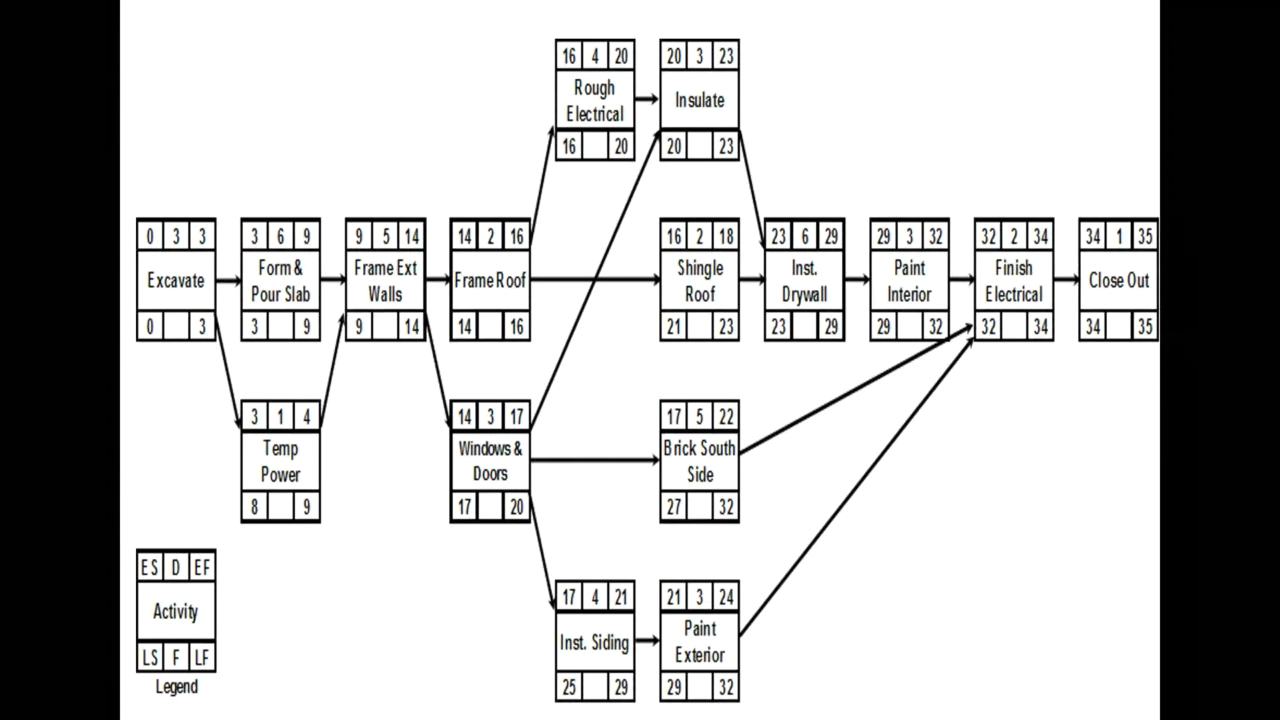 16 4 20
Rough
Electrical
16 20
20 3 23
Insulate
20 23
0 3 3
Excavate
0 3
3 6 9
Form &
Pour Slab
3 9
9 5 14
Frame Ext
Walls
9 14
14 2 16
Frame Roof
14 16
16 2 18
Shingle
Roof
21 23
23 6 29
Inst.
Drywall
23 29
29 3 32
Paint
Interior
29 32
32 2 34
Finish
Electrical
32 34
34 1 35
Close Out
34 35
3 1 4
Temp
Power
8 9
14 3 17
Windows &
Doors
17 20
17 5 22
Brick South
Side
27 32
17 4 21
Inst. Siding
25 29
21 3 24
Paint
Exterior
29 32
ES D EF
Activity
LS F LF
Legend